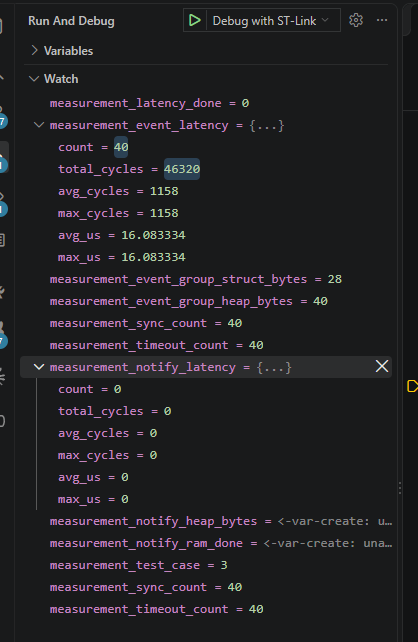 Run And Debug
Debug with ST-Link
Variables
Watch
measurement_latency_done = 0
measurement_event_latency = {...}
count = 40
total_cycles = 46320
avg_cycles = 1158
max_cycles = 1158
avg_us = 16.083334
max_us = 16.083334
measurement_event_group_struct_bytes = 28
measurement_event_group_heap_bytes = 40
measurement_sync_count = 40
measurement_timeout_count = 40
measurement_notify_latency = {...}
count = 0
total_cycles = 0
avg_cycles = 0
max_cycles = 0
avg_us = 0
max_us = 0
measurement_notify_heap_bytes = <-var-create: u…
measurement_notify_ram_done = <-var-create: una…
measurement_test_case = 3
measurement_sync_count = 40
measurement_timeout_count = 40